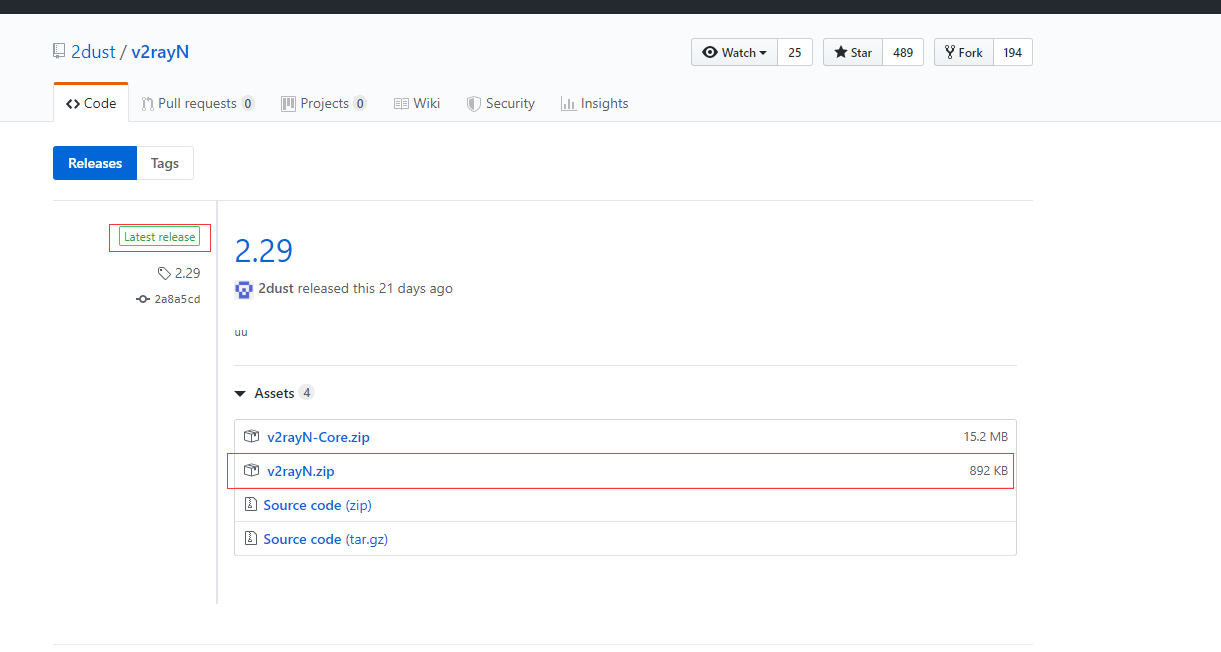 2dust / v2rayN
Watch 25 Star 489 Fork 194
Code Pull requests 0 Projects 0 Wiki Security Insights
Releases Tags
Latest release
2.29
2a8a5cd
2.29
2dust released this 21 days ago
uu
Assets 4
v2rayN-Core.zip 15.2 MB
v2rayN.zip 892 KB
Source code (zip)
Source code (tar.gz)